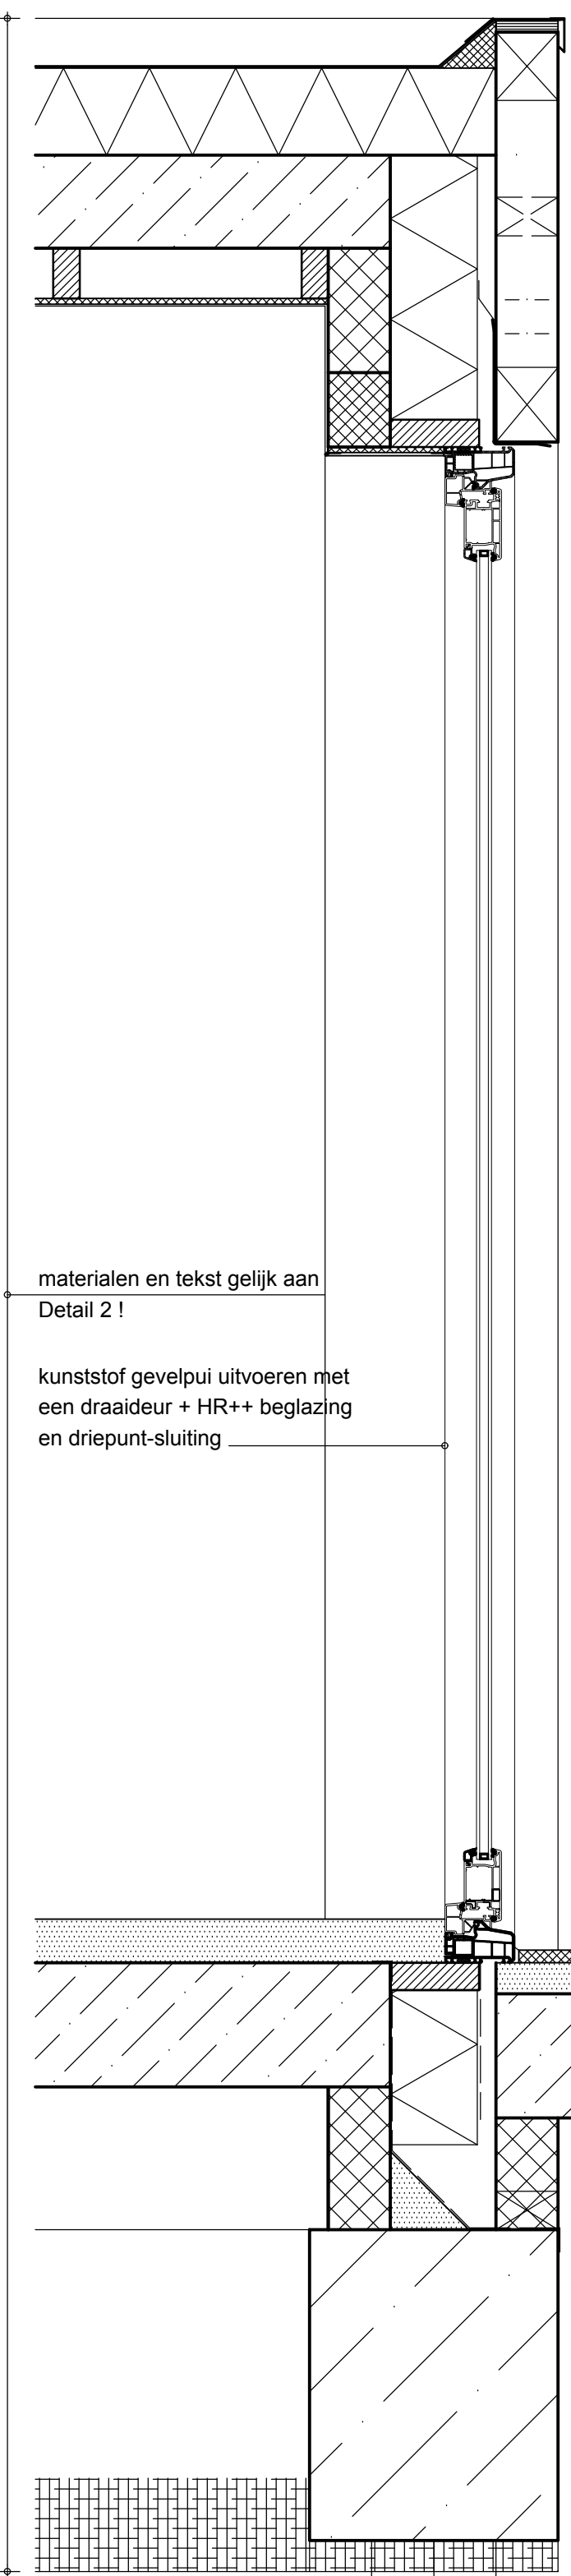 materialen en tekst gelijk aan
Detail 2 !
kunststof gevelpui uitvoeren met
een draaideur + HR++ beglazing
en driepunt-sluiting